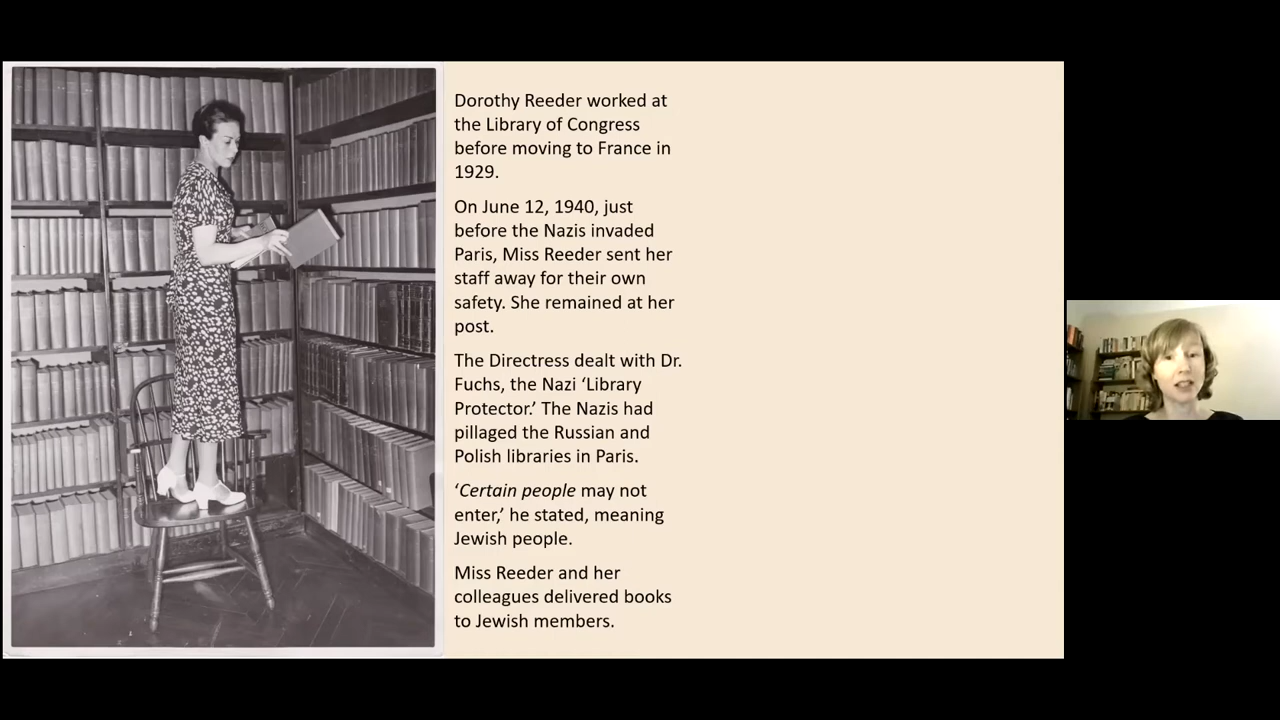 Dorothy Reeder worked at
the Library of Congress
before moving to France in
1929.
On June 12, 1940, just
before the Nazis invaded
Paris, Miss Reeder sent her
staff away for their own
safety. She remained at her
post.
The Directress dealt with Dr.
Fuchs, the Nazi ‘Library
Protector.’ The Nazis had
pillaged the Russian and
Polish libraries in Paris.
‘Certain people may not
enter,’ he stated, meaning
Jewish people.
Miss Reeder and her
colleagues delivered books
to Jewish members.